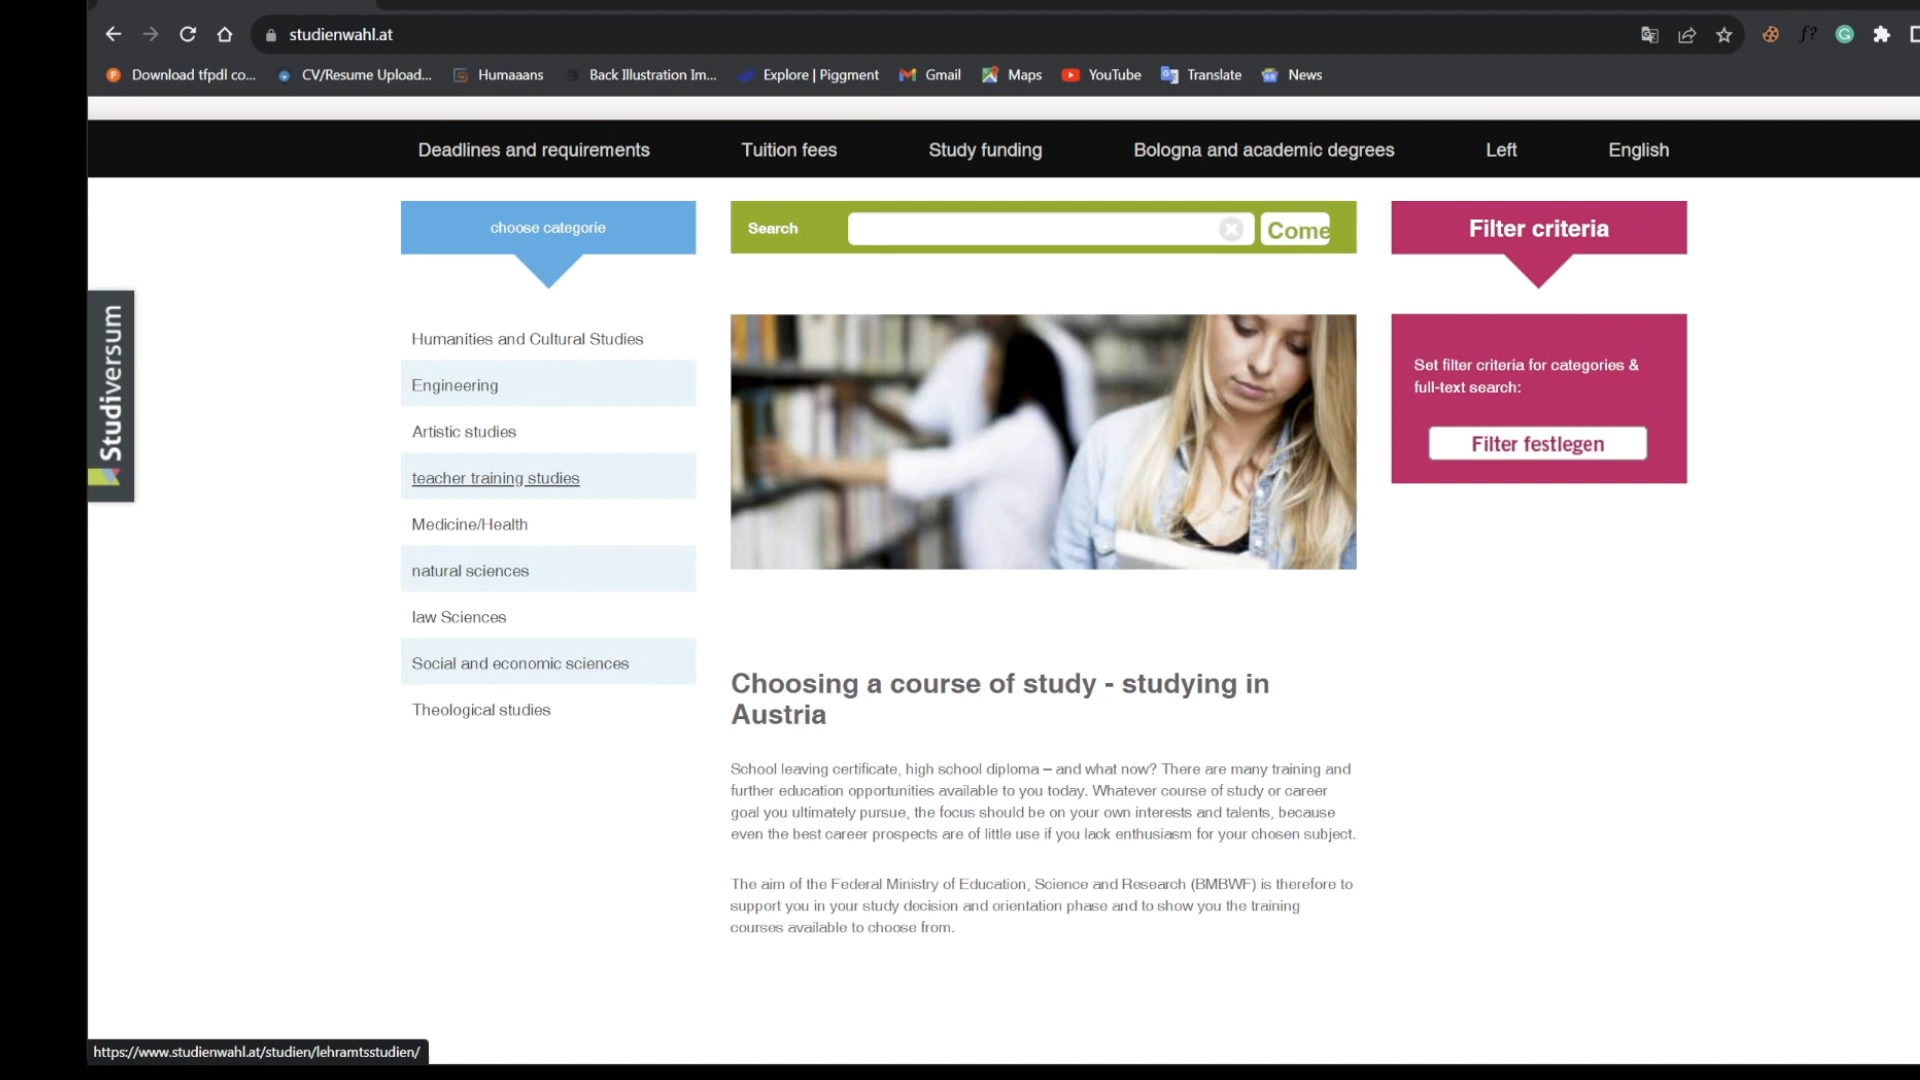 studienwahl.at
Download tfpdl co... CV/Resume Upload... Humaaans Back Illustration Im... Explore | Piggment Gmail Maps YouTube Translate News
Deadlines and requirements Tuition fees Study funding Bologna and academic degrees Left English
choose categorie
Search
Come
Filter criteria
Studiversum
Humanities and Cultural Studies
Engineering
Artistic studies
teacher training studies
Medicine/Health
natural sciences
law Sciences
Social and economic sciences
Theological studies
Set filter criteria for categories &
full-text search:
Filter festlegen
Choosing a course of study - studying in
Austria
School leaving certificate, high school diploma – and what now? There are many training and
further education opportunities available to you today. Whatever course of study or career
goal you ultimately pursue, the focus should be on your own interests and talents, because
even the best career prospects are of little use if you lack enthusiasm for your chosen subject.
The aim of the Federal Ministry of Education, Science and Research (BMBWF) is therefore to
support you in your study decision and orientation phase and to show you the training
courses available to choose from.
https://www.studienwahl.at/studien/lehramtsstudien/